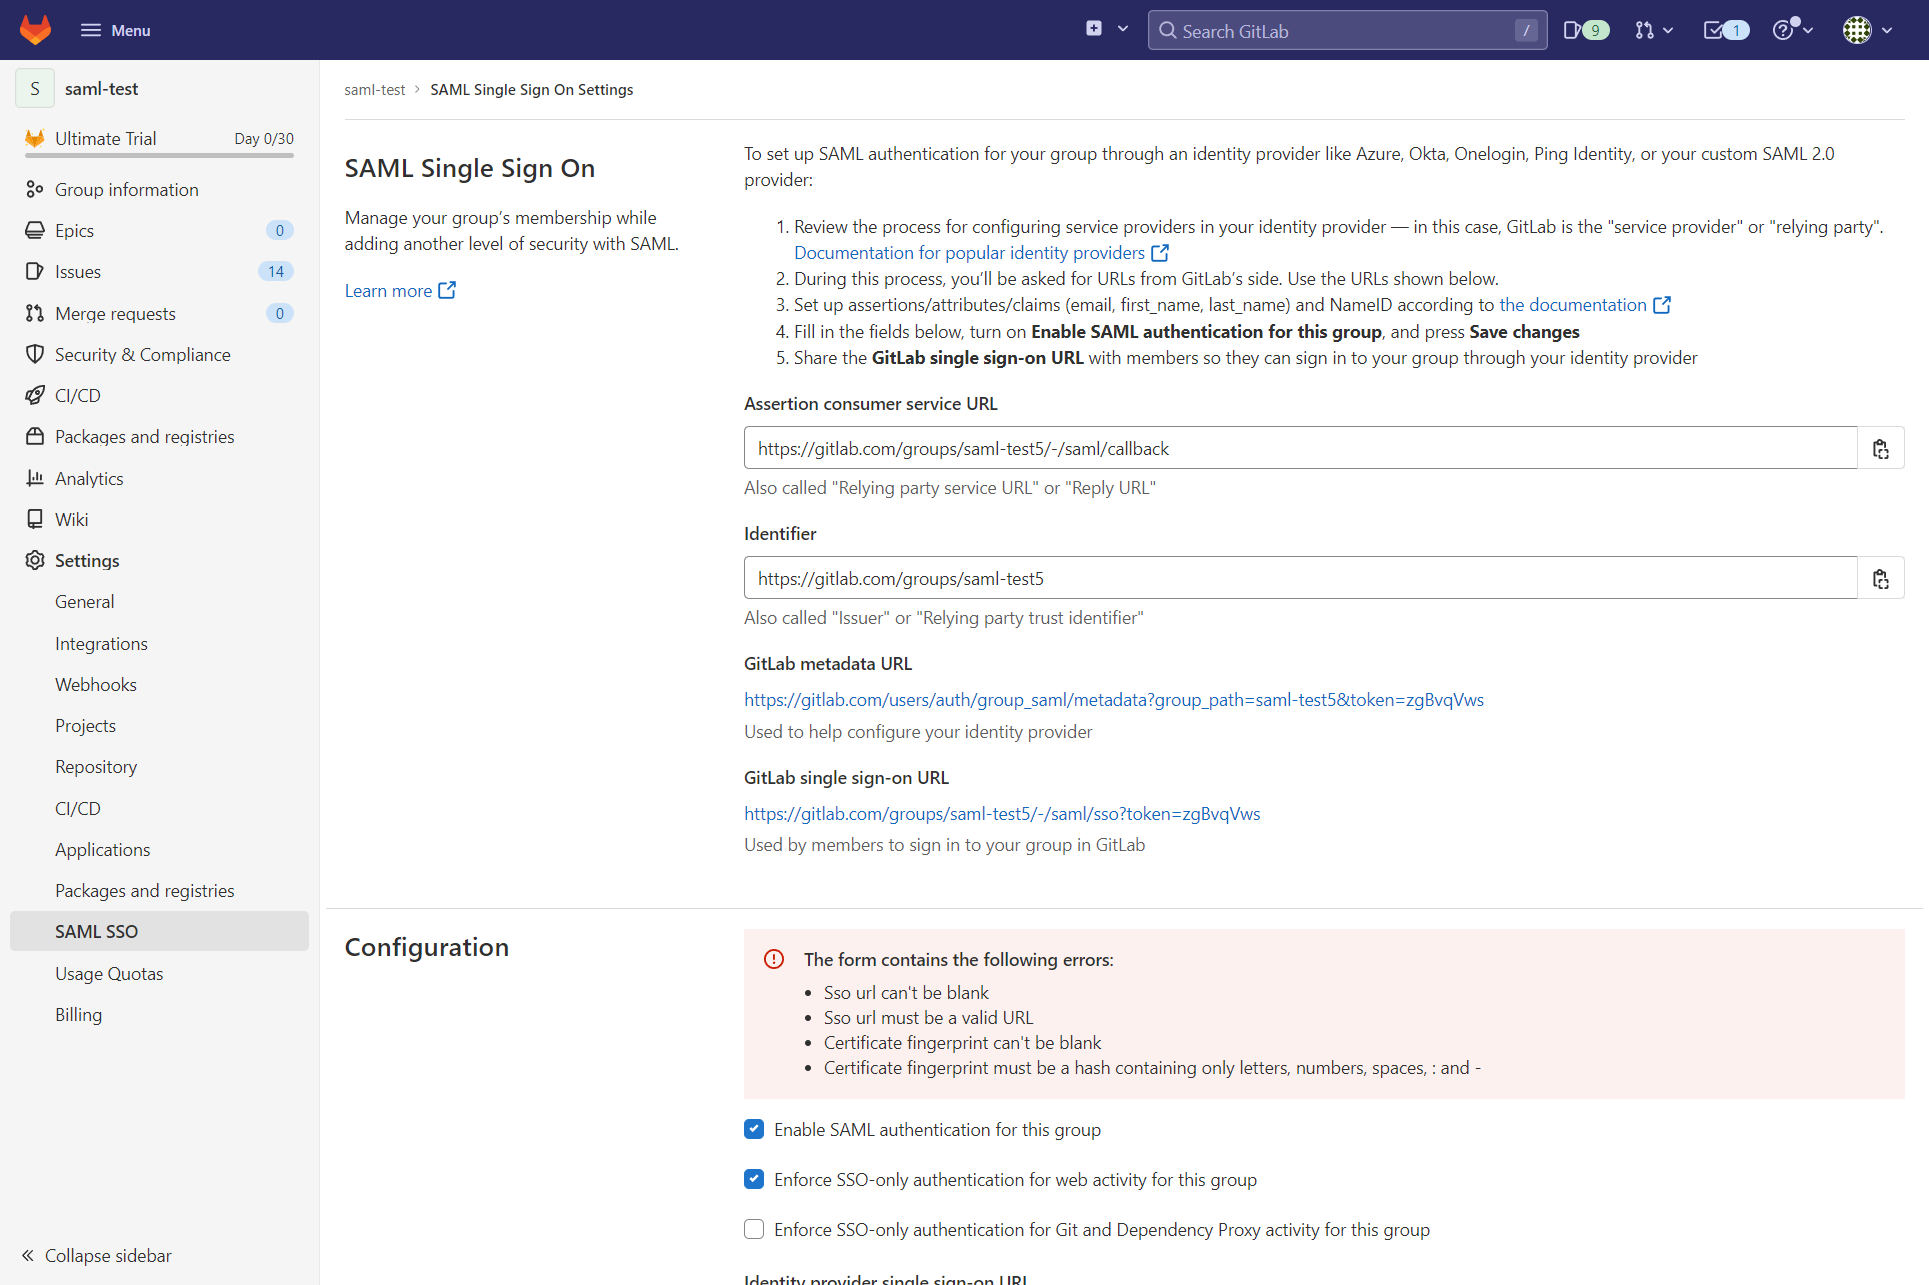 Menu
Search GitLab
/
9
1
S
saml-test
Ultimate Trial
Day 0/30
Group information
Epics
0
Issues
14
Merge requests
0
Security & Compliance
CI/CD
Packages and registries
Analytics
Wiki
Settings
General
Integrations
Webhooks
Projects
Repository
CI/CD
Applications
Packages and registries
SAML SSO
Usage Quotas
Billing
Collapse sidebar
saml-test › SAML Single Sign On Settings
SAML Single Sign On
Manage your group’s membership while
adding another level of security with SAML.
Learn more
To set up SAML authentication for your group through an identity provider like Azure, Okta, Onelogin, Ping Identity, or your custom SAML 2.0
provider:
1. Review the process for configuring service providers in your identity provider — in this case, GitLab is the "service provider" or "relying party".
Documentation for popular identity providers
2. During this process, you’ll be asked for URLs from GitLab’s side. Use the URLs shown below.
3. Set up assertions/attributes/claims (email, first_name, last_name) and NameID according to the documentation
4. Fill in the fields below, turn on Enable SAML authentication for this group, and press Save changes
5. Share the GitLab single sign-on URL with members so they can sign in to your group through your identity provider
Assertion consumer service URL
https://gitlab.com/groups/saml-test5/-/saml/callback
Also called "Relying party service URL" or "Reply URL"
Identifier
https://gitlab.com/groups/saml-test5
Also called "Issuer" or "Relying party trust identifier"
GitLab metadata URL
https://gitlab.com/users/auth/group_saml/metadata?group_path=saml-test5&token=zgBvqVws
Used to help configure your identity provider
GitLab single sign-on URL
https://gitlab.com/groups/saml-test5/-/saml/sso?token=zgBvqVws
Used by members to sign in to your group in GitLab
Configuration
The form contains the following errors:
• Sso url can't be blank
• Sso url must be a valid URL
• Certificate fingerprint can't be blank
• Certificate fingerprint must be a hash containing only letters, numbers, spaces, : and -
Enable SAML authentication for this group
Enforce SSO-only authentication for web activity for this group
Enforce SSO-only authentication for Git and Dependency Proxy activity for this group
Identity provider single sign-on URL